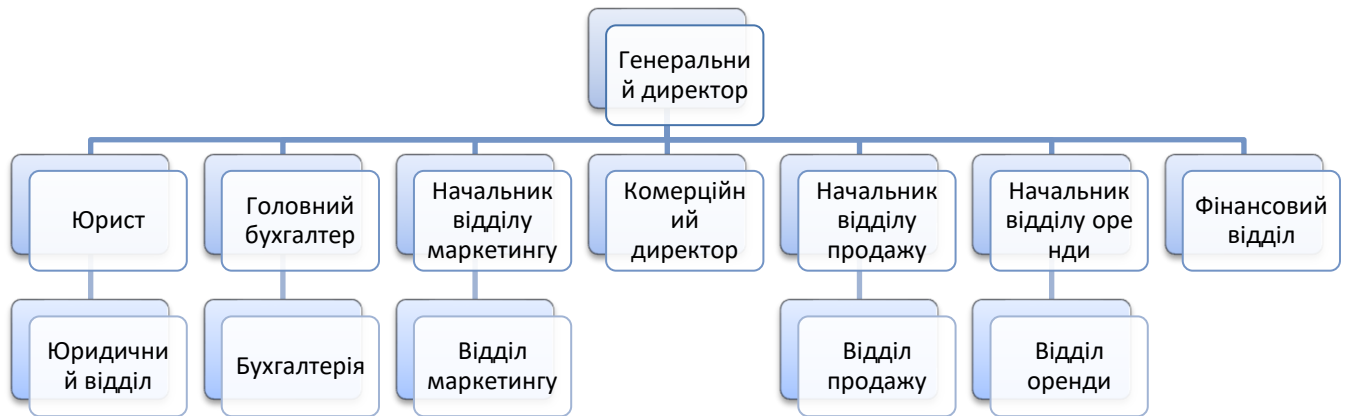 Генеральни
й директор
Юрист
Головний
бухгалтер
Начальник
відділу
маркетингу
Комерційн
ий
директор
Начальник
відділу
продажу
Начальник
відділу оре
нди
Фінансовий
відділ
Юридични
й відділ
Бухгалтерія
Відділ
маркетингу
Відділ
продажу
Відділ
оренди